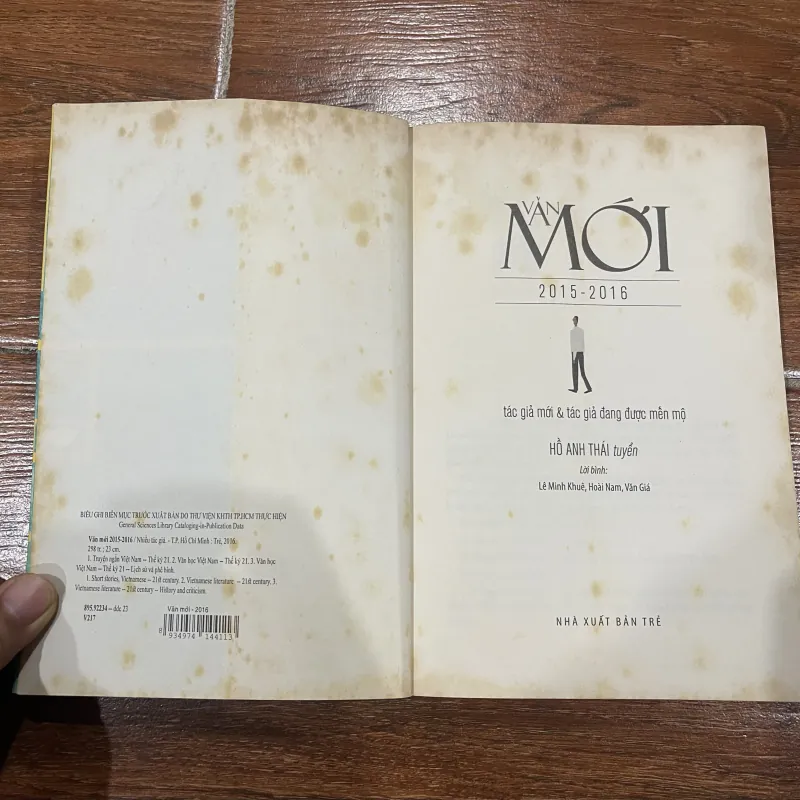 BIỂU GHI BIÊN MỤC TRƯỚC XUẤT BẢN DO THƯ VIỆN KHTH TP.HCM THỰC HIỆN
General Sciences Library Cataloging-in-Publication Data
Văn mới 2015-2016 / Nhiều tác giả. – T.P. Hồ Chí Minh : Trẻ, 2016.
298 tr. ; 23 cm.
1. Truyện ngắn Việt Nam – Thế kỷ 21. 2. Văn học Việt Nam – Thế kỷ 21. 3. Văn học
Việt Nam – Thế kỷ 21 – Lịch sử và phê bình.
1. Short stories, Vietnamese – 21st century. 2. Vietnamese literature – 21st century. 3.
Vietnamese literature – 21st century – History and criticism.
895.92234 – ddc 23
V217
Văn mới - 2016
8 934974 144113
VĂN
MỚI
2015-2016
tác giả mới & tác giả đang được mến mộ
HỒ ANH THÁI tuyển
Lời bình:
Lê Minh Khuê, Hoài Nam, Văn Giá
NHÀ XUẤT BẢN TRẺ